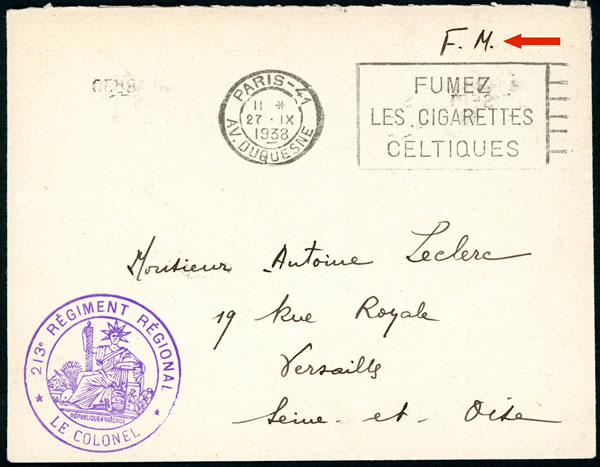 F. M.
PARIS-41
11 *
27 · IX
1938
AV. DUQUESNE
FUMEZ
LES CIGARETTES
CELTIQUES
Monsieur Antoine Leclerc
19 Rue Royale
Versailles
Seine - et - Oise
213e RÉGIMENT RÉGIONAL
RÉPUBLIQUE FRANÇAISE
* LE COLONEL *